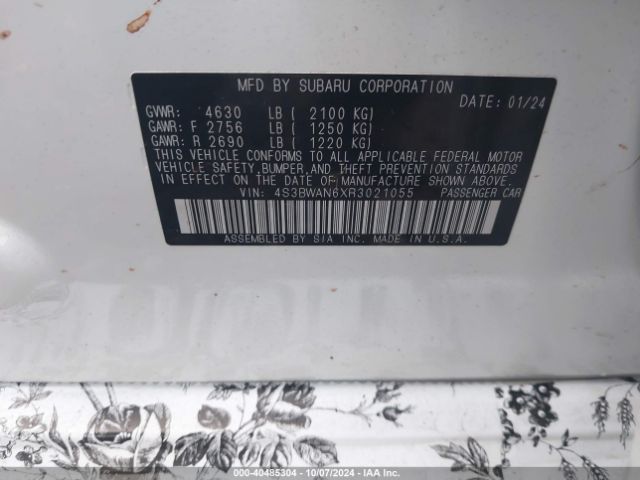 MFD BY SUBARU CORPORATION
DATE: 01/24
GVWR: 4630 LB ( 2100 KG)
GAWR: F 2756 LB ( 1250 KG)
GAWR: R 2690 LB ( 1220 KG)
THIS VEHICLE CONFORMS TO ALL APPLICABLE FEDERAL MOTOR
VEHICLE SAFETY,BUMPER,AND THEFT PREVENTION STANDARDS
IN EFFECT ON THE DATE OF MANUFACTURE SHOWN ABOVE.
VIN: 4S3BWAN6XR3021055 PASSENGER CAR
ASSEMBLED BY SIA INC. MADE IN U.S.A.
000-40485304 - 10/07/2024 - IAA Inc.